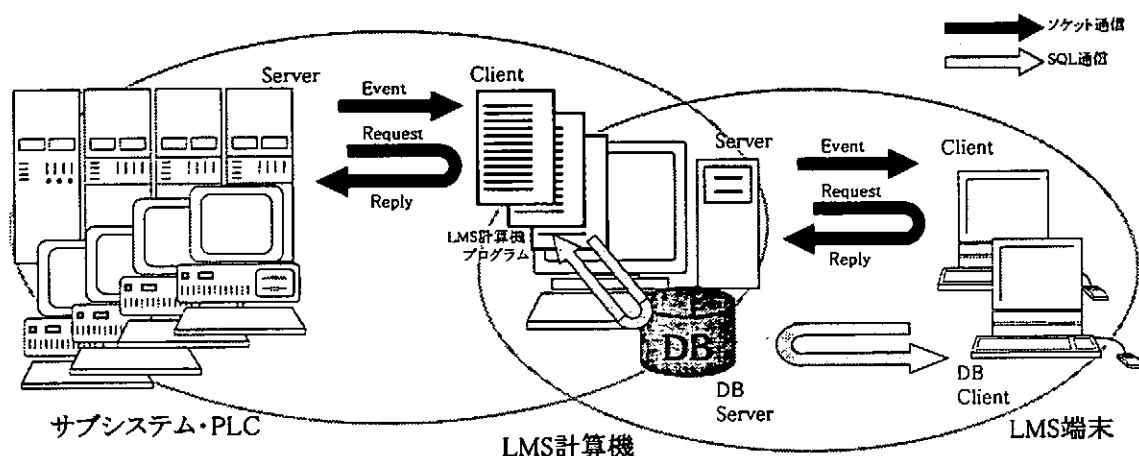 ソケット通信
SQL通信
Server
Event
Request
Reply
Client
LMS計算機
プログラム
Server
Event
Request
Reply
Client
DB
DB
Server
DB
Client
サブシステム・PLC
LMS計算機
LMS端末